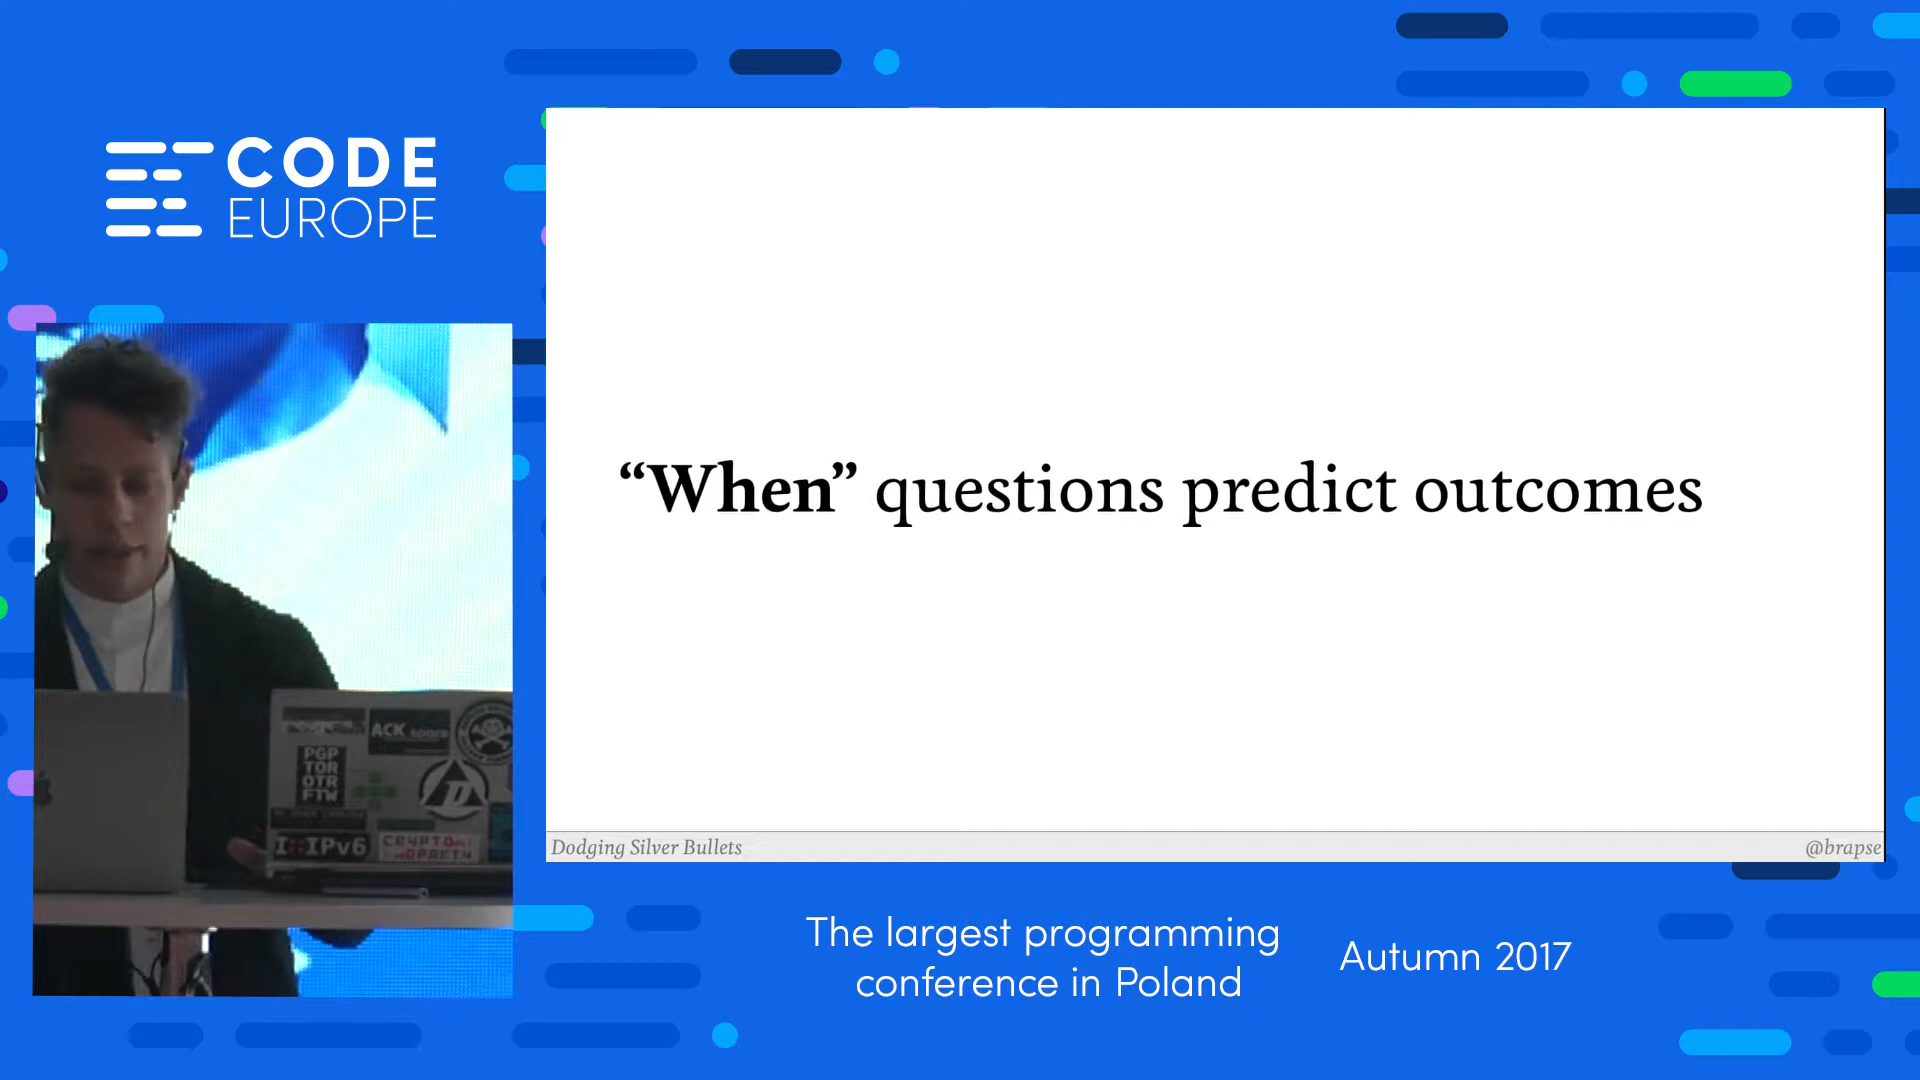 CODE
EUROPE
“When” questions predict outcomes
ACK space
PGP
TOR
OTR
FTW
IPv6
Dodging Silver Bullets
@brapse
The largest programming
conference in Poland
Autumn 2017